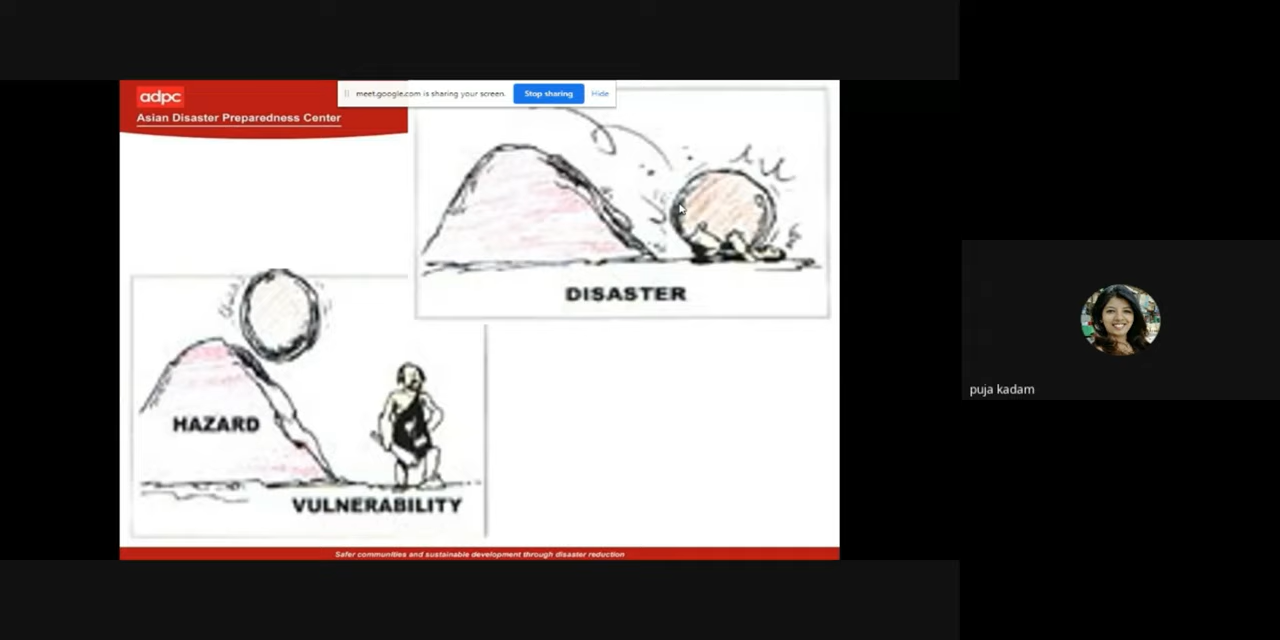 adpc
Asian Disaster Preparedness Center
meet.google.com is sharing your screen. Stop sharing Hide
DISASTER
HAZARD
VULNERABILITY
Safer communities and sustainable development through disaster reduction
puja kadam